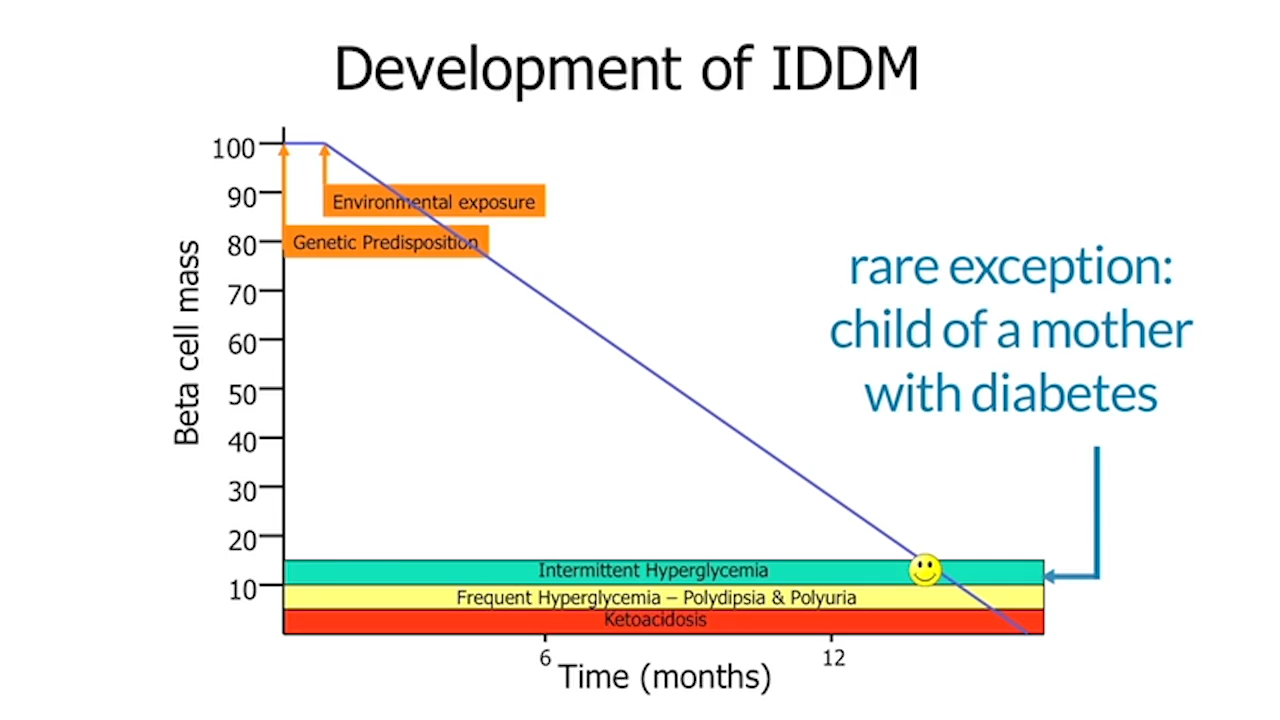 Development of IDDM
100
90
80
70
60
50
40
30
20
10
Beta cell mass
Environmental exposure
Genetic Predisposition
rare exception:
child of a mother
with diabetes
Intermittent Hyperglycemia
Frequent Hyperglycemia – Polydipsia & Polyuria
Ketoacidosis
6
12
Time (months)